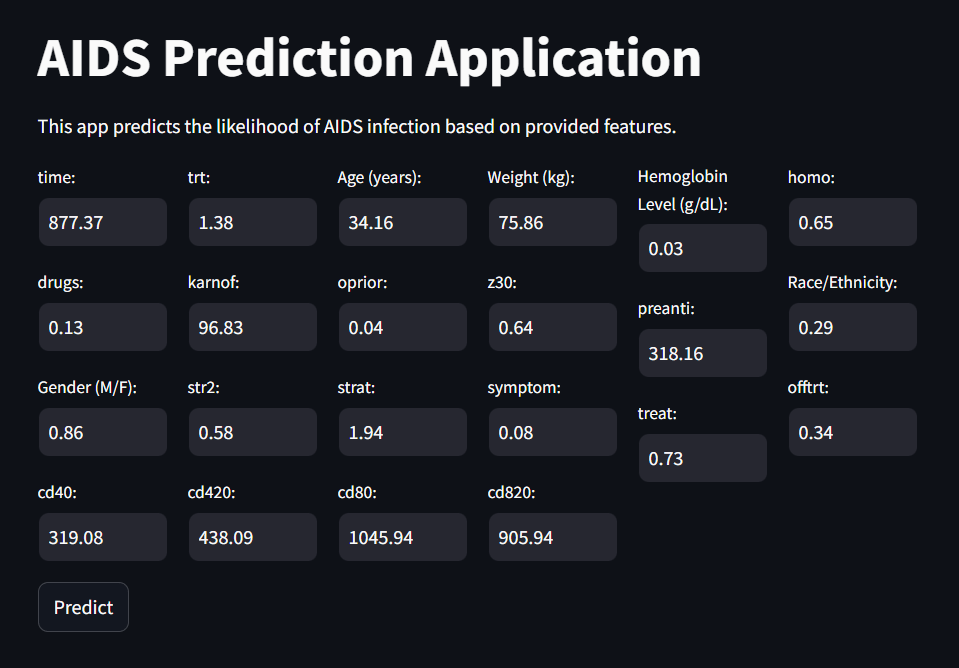 AIDS Prediction Application
This app predicts the likelihood of AIDS infection based on provided features.
time:
877.37
trt:
1.38
Age (years):
34.16
Weight (kg):
75.86
Hemoglobin
Level (g/dL):
0.03
homo:
0.65
drugs:
0.13
karnof:
96.83
oprior:
0.04
z30:
0.64
preanti:
318.16
Race/Ethnicity:
0.29
Gender (M/F):
0.86
str2:
0.58
strat:
1.94
symptom:
0.08
treat:
0.73
offtrt:
0.34
cd40:
319.08
cd420:
438.09
cd80:
1045.94
cd820:
905.94
Predict